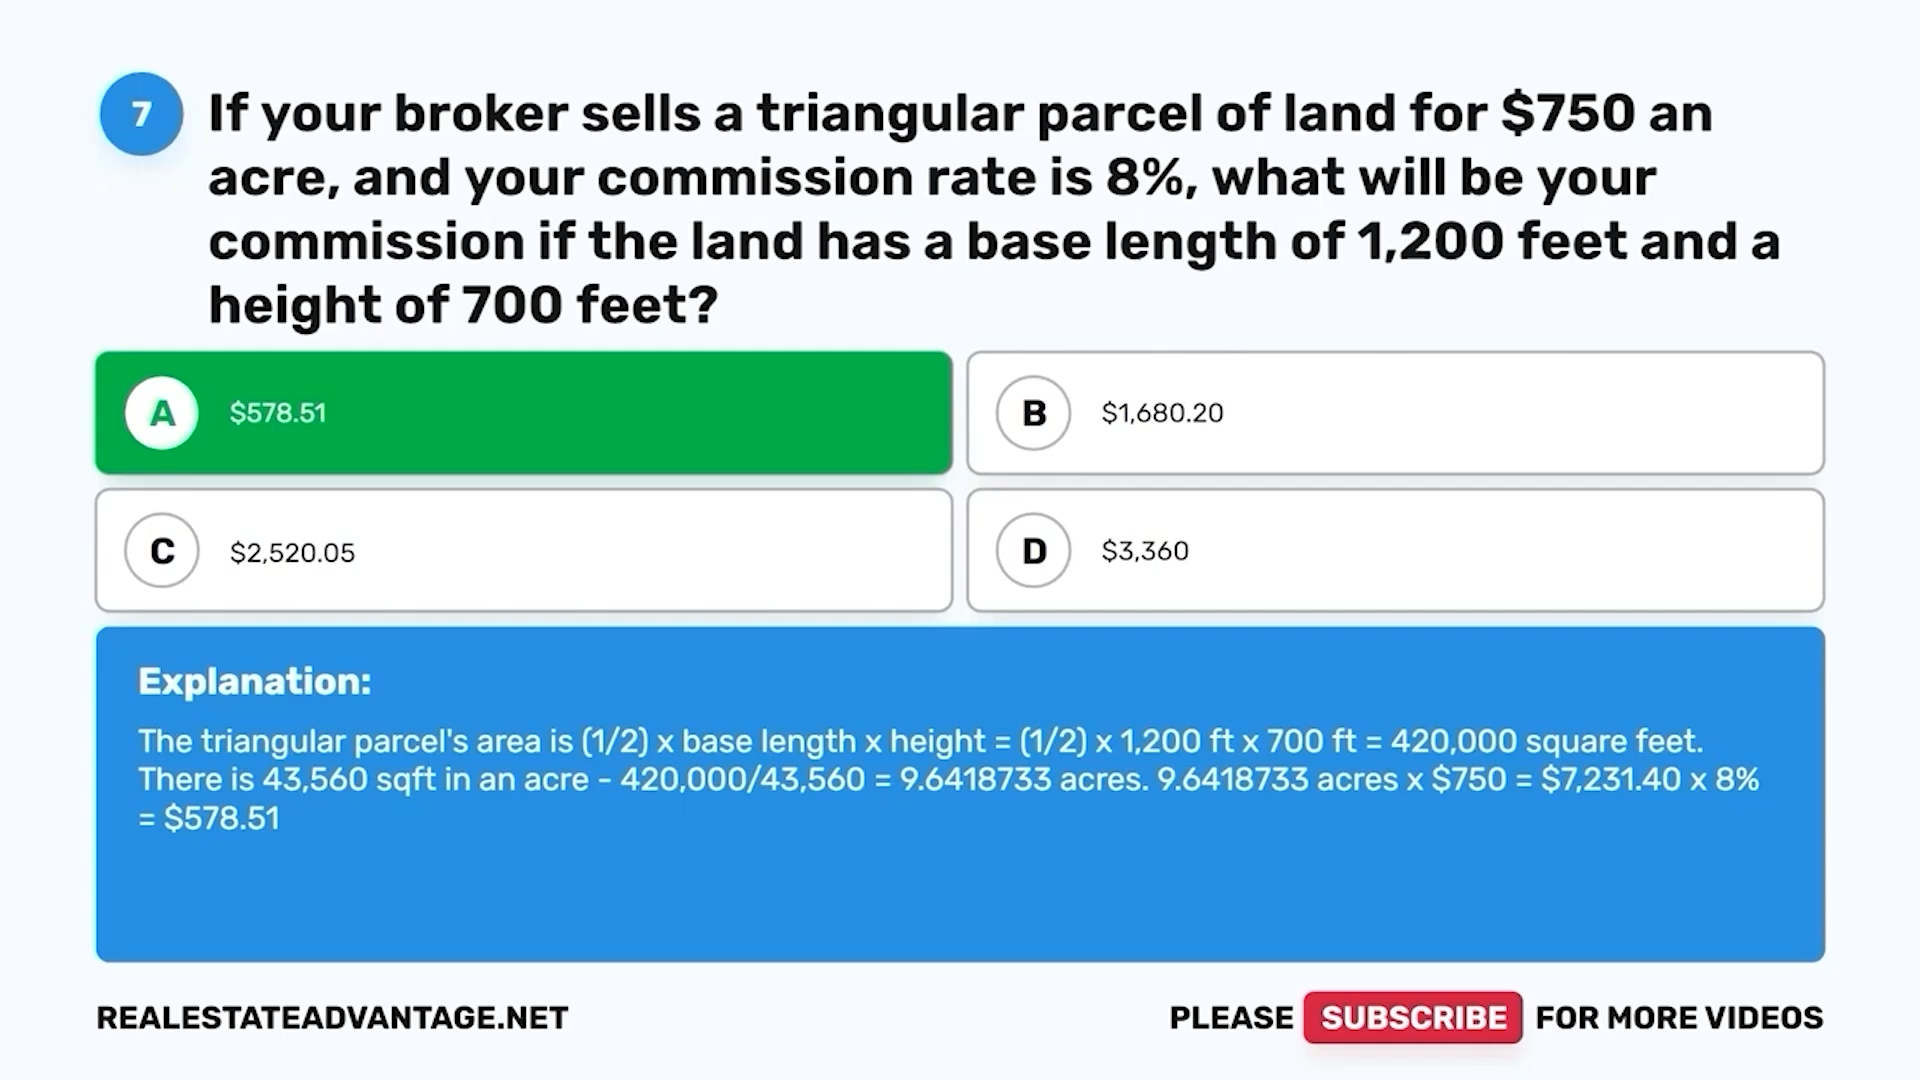 7
If your broker sells a triangular parcel of land for $750 an
acre, and your commission rate is 8%, what will be your
commission if the land has a base length of 1,200 feet and a
height of 700 feet?
A $578.51
B $1,680.20
C $2,520.05
D $3,360
Explanation:
The triangular parcel's area is (1/2) x base length x height = (1/2) x 1,200 ft x 700 ft = 420,000 square feet.
There is 43,560 sqft in an acre - 420,000/43,560 = 9.6418733 acres. 9.6418733 acres x $750 = $7,231.40 x 8%
= $578.51
REALESTATEADVANTAGE.NET
PLEASE SUBSCRIBE FOR MORE VIDEOS